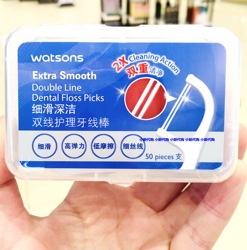 watsons
2X Cleaning Action
双重洁净
Extra Smooth
Double Line
Dental Floss Picks
细滑深洁
双线护理牙线棒
细滑 高弹力 低摩擦 细丝线
50 pieces 支